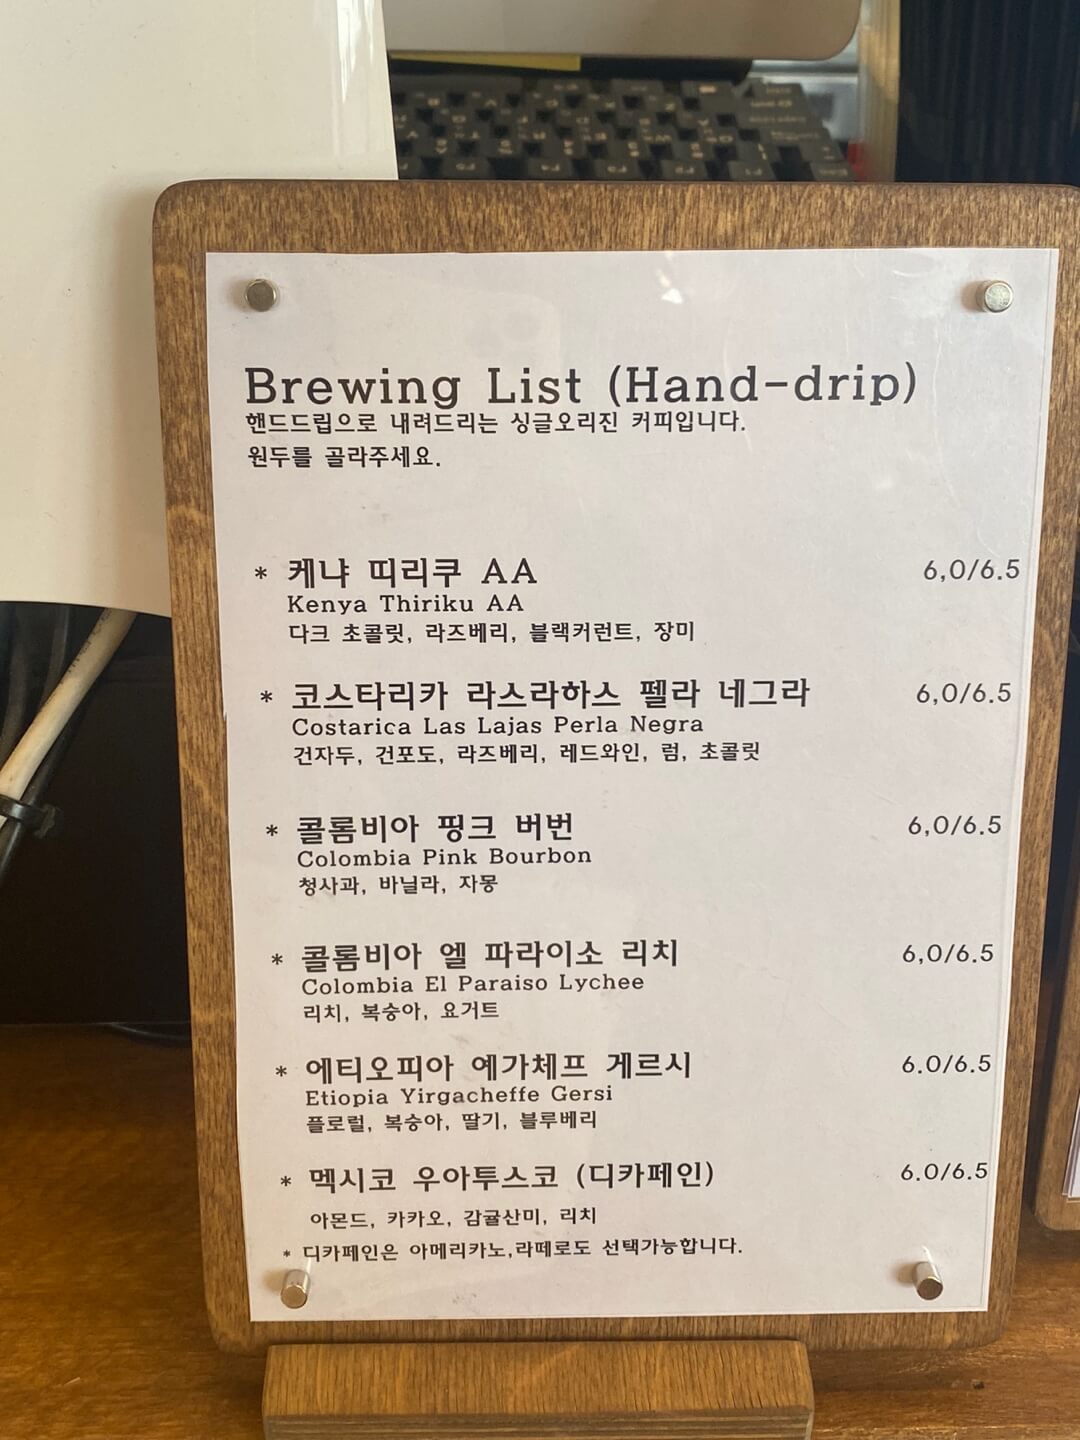 Brewing List (Hand-drip)
핸드드립으로 내려드리는 싱글오리진 커피입니다.
원두를 골라주세요.
* 케냐 띠리쿠 AA 6,0/6.5
Kenya Thiriku AA
다크 초콜릿, 라즈베리, 블랙커런트, 장미
* 코스타리카 라스라하스 펠라 네그라 6,0/6.5
Costarica Las Lajas Perla Negra
건자두, 건포도, 라즈베리, 레드와인, 럼, 초콜릿
* 콜롬비아 핑크 버번 6,0/6.5
Colombia Pink Bourbon
청사과, 바닐라, 자몽
* 콜롬비아 엘 파라이소 리치 6,0/6.5
Colombia El Paraiso Lychee
리치, 복숭아, 요거트
* 에티오피아 예가체프 게르시 6.0/6.5
Etiopia Yirgacheffe Gersi
플로럴, 복숭아, 딸기, 블루베리
* 멕시코 우아투스코 (디카페인) 6.0/6.5
아몬드, 카카오, 감귤산미, 리치
* 디카페인은 아메리카노,라떼로도 선택가능합니다.